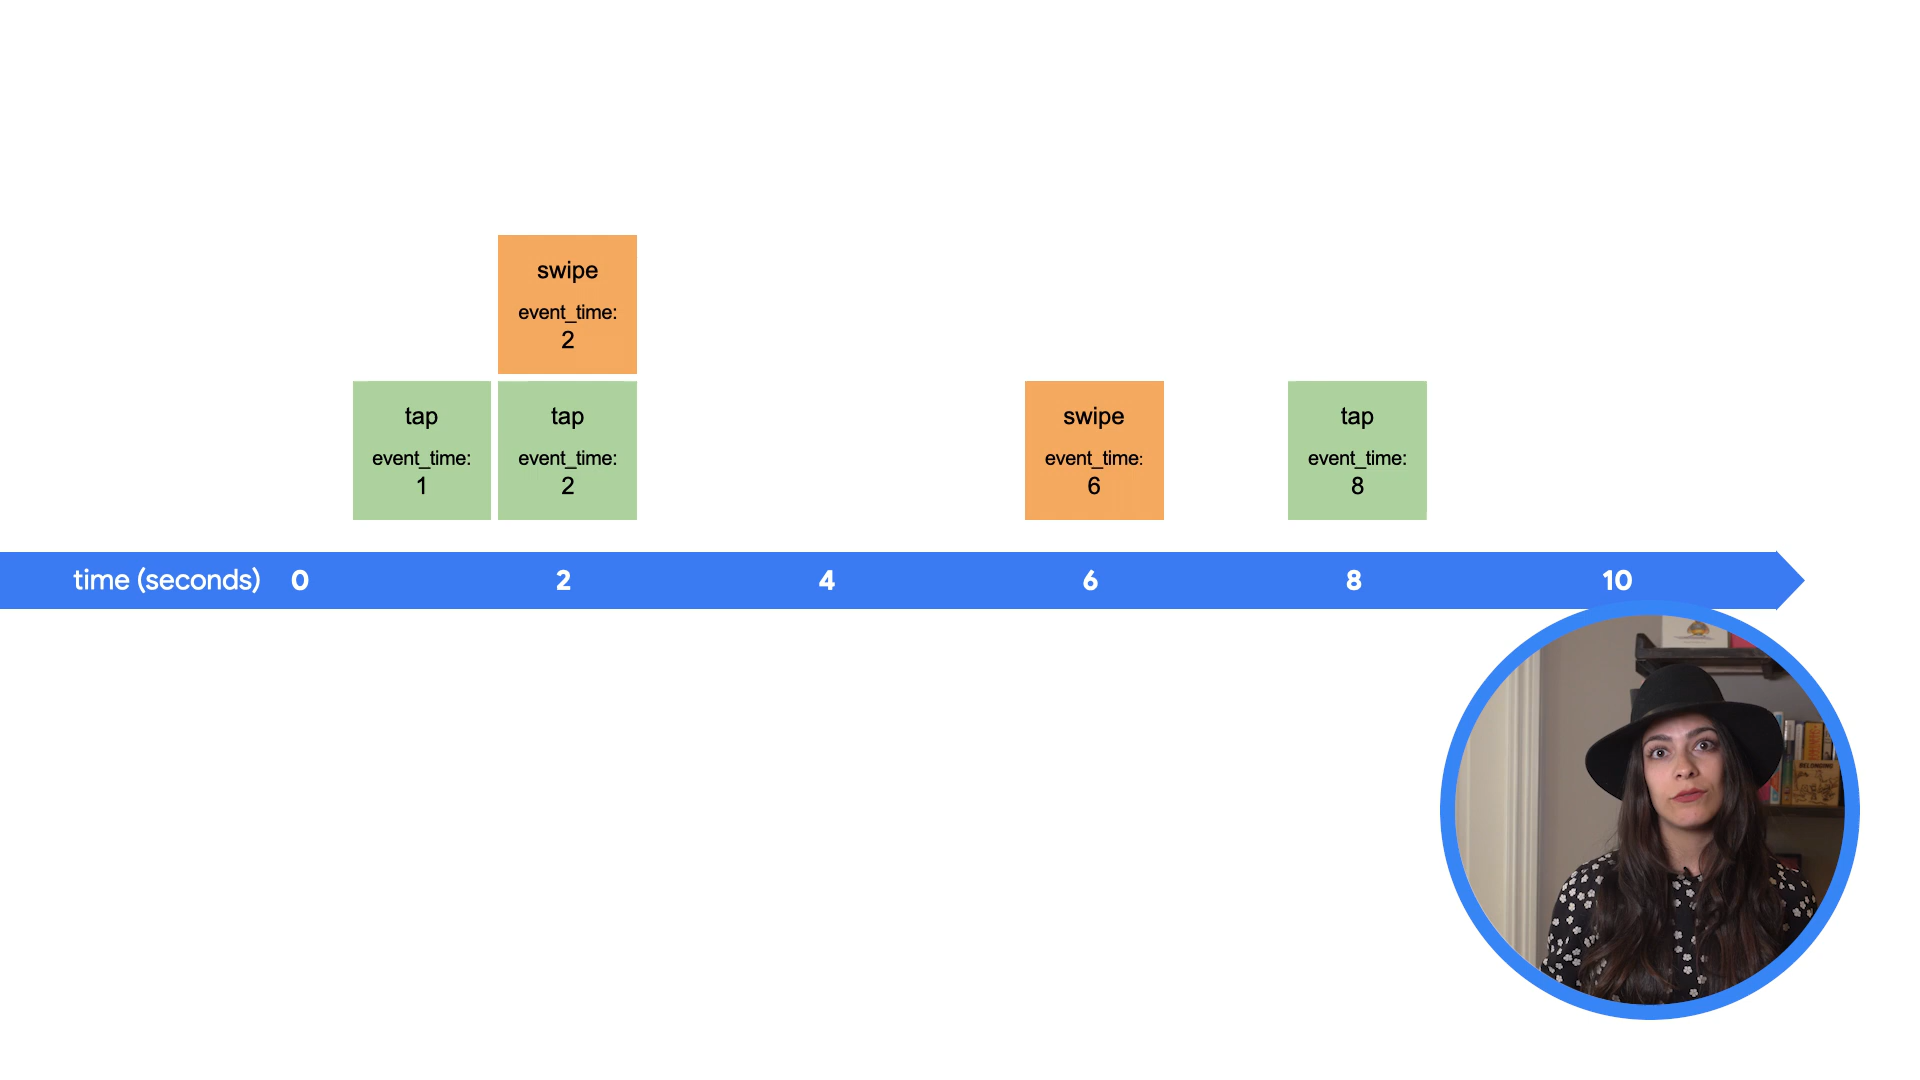 swipe
event_time:
2
tap
event_time:
1
tap
event_time:
2
swipe
event_time:
6
tap
event_time:
8
time (seconds) 0 2 4 6 8 10
BELONGING